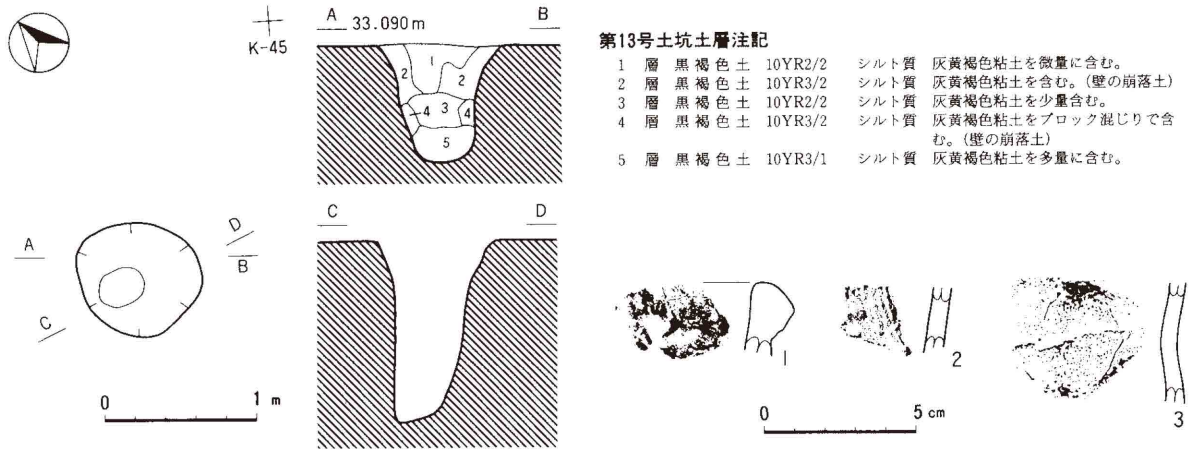 K-45
A 33.090m B
1
2
2
4
3
4
5
第13号土坑土層注記
1 層 黒褐色土 10YR2/2 シルト質 灰黄褐色粘土を微量に含む。
2 層 黒褐色土 10YR3/2 シルト質 灰黄褐色粘土を含む。(壁の崩落土)
3 層 黒褐色土 10YR2/2 シルト質 灰黄褐色粘土を少量含む。
4 層 黒褐色土 10YR3/2 シルト質 灰黄褐色粘土をブロック混じりで含
む。(壁の崩落土)
5 層 黒褐色土 10YR3/1 シルト質 灰黄褐色粘土を多量に含む。
A
D
B
C
0 1 m
C D
1
2
3
0 5 cm